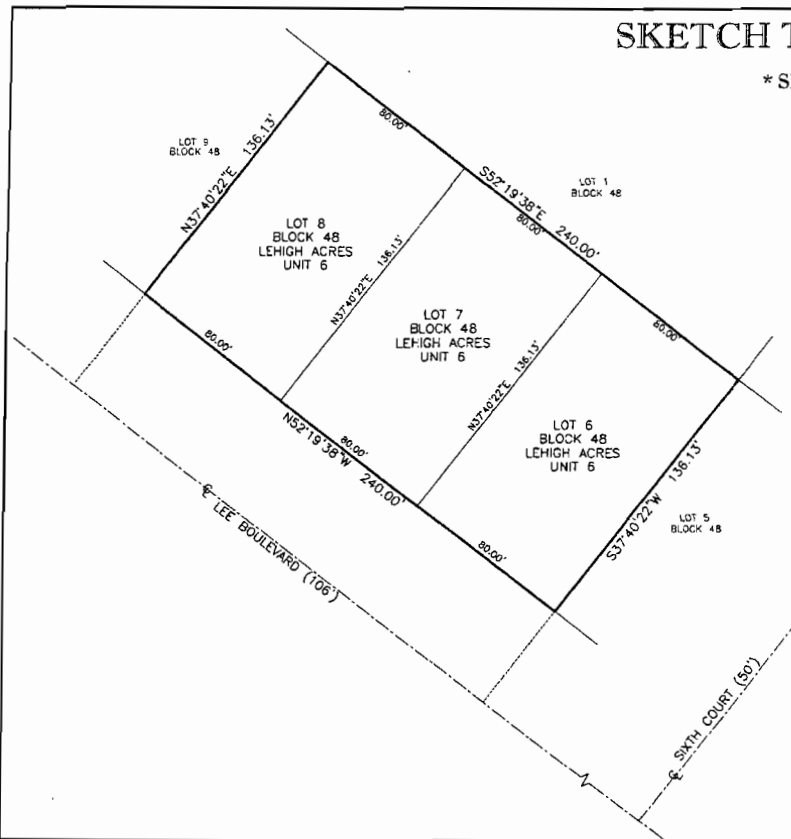 SKETCH T
* S
LOT 9
BLOCK 48
N37°40'22"E 136.13'
80.00'
S52°19'38"E 240.00'
80.00'
LOT 1
BLOCK 48
LOT 8
BLOCK 48
LEHIGH ACRES
UNIT 6
N37°40'22"E 136.13'
80.00'
LOT 7
BLOCK 48
LEHIGH ACRES
UNIT 6
80.00'
N37°40'22"E 136.13'
LOT 6
BLOCK 48
LEHIGH ACRES
UNIT 6
N52°19'38"W 240.00'
80.00'
80.00'
S37°40'22"W 136.13'
LOT 5
BLOCK 48
℄ LEE BOULEVARD (106')
℄ SIXTH COURT (50')